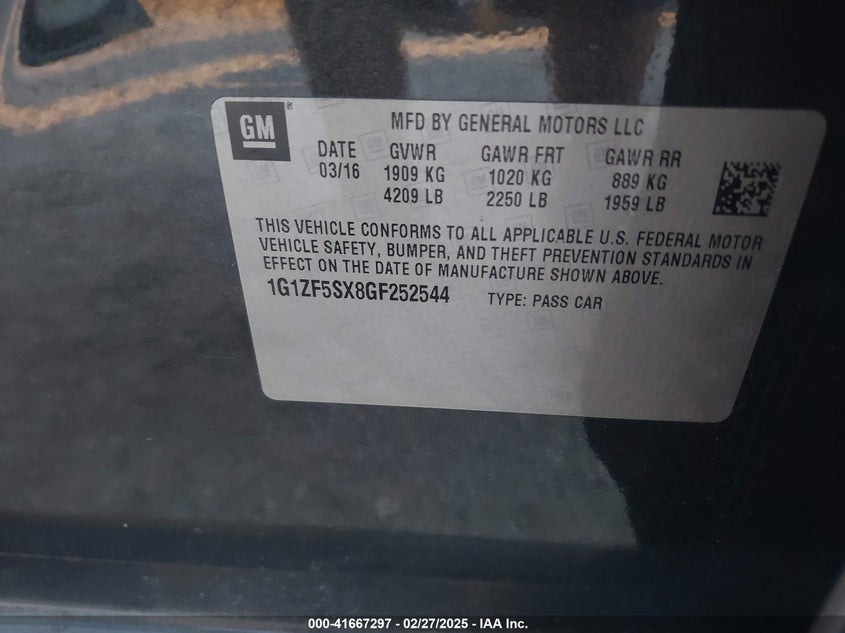 GM
MFD BY GENERAL MOTORS LLC
DATE GVWR GAWR FRT GAWR RR
03/16 1909 KG 1020 KG 889 KG
4209 LB 2250 LB 1959 LB
THIS VEHICLE CONFORMS TO ALL APPLICABLE U.S. FEDERAL MOTOR
VEHICLE SAFETY, BUMPER, AND THEFT PREVENTION STANDARDS IN
EFFECT ON THE DATE OF MANUFACTURE SHOWN ABOVE.
1G1ZF5SX8GF252544 TYPE: PASS CAR
000-41667297 - 02/27/2025 - IAA Inc.